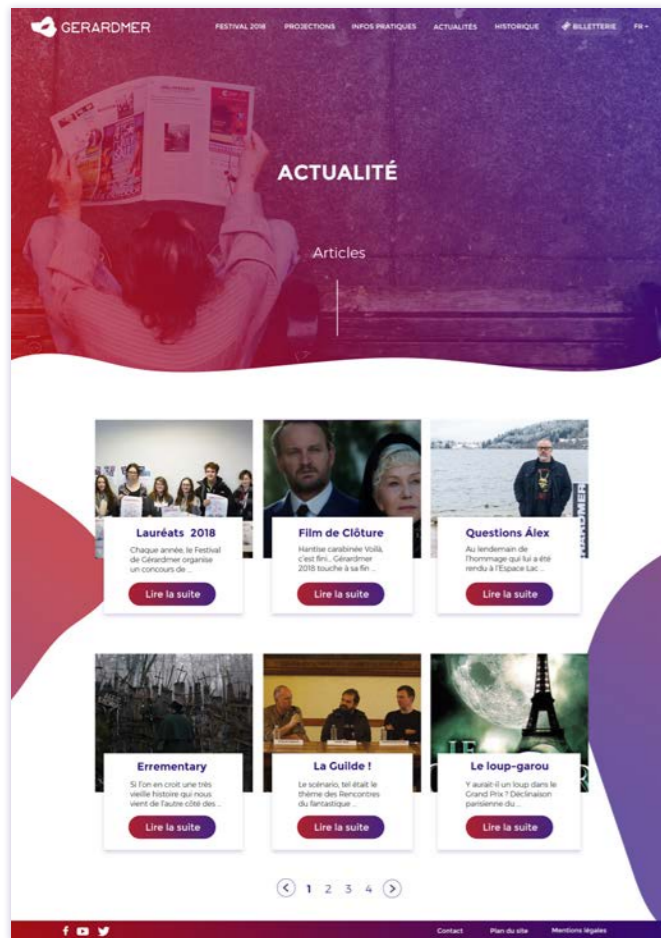 GERARDMER
FESTIVAL 2018 PROJECTIONS INFOS PRATIQUES ACTUALITÉS HISTORIQUE BILLETTERIE FR
ACTUALITÉ
Articles
Lauréats 2018
Chaque année, le Festival
de Gérardmer organise
un concours de ...
Lire la suite
Film de Clôture
Hantise carabinée Voilà,
c'est fini... Gérardmer
2018 touche à sa fin ...
Lire la suite
RARDMER
Questions Álex
Au lendemain de
l'hommage qui lui a été
rendu à l'Espace Lac ...
Lire la suite
Errementary
Si l'on en croit une très
vieille histoire qui nous
vient de l'autre côté des ...
Lire la suite
La Guilde !
Le scénario, tel était le
thème des Rencontres
du fantastique ...
Lire la suite
LE
Le loup-garou
Y aurait-il un loup dans le
Grand Prix ? Déclinaison
parisienne du ...
Lire la suite
1 2 3 4
Contact Plan du site Mentions légales